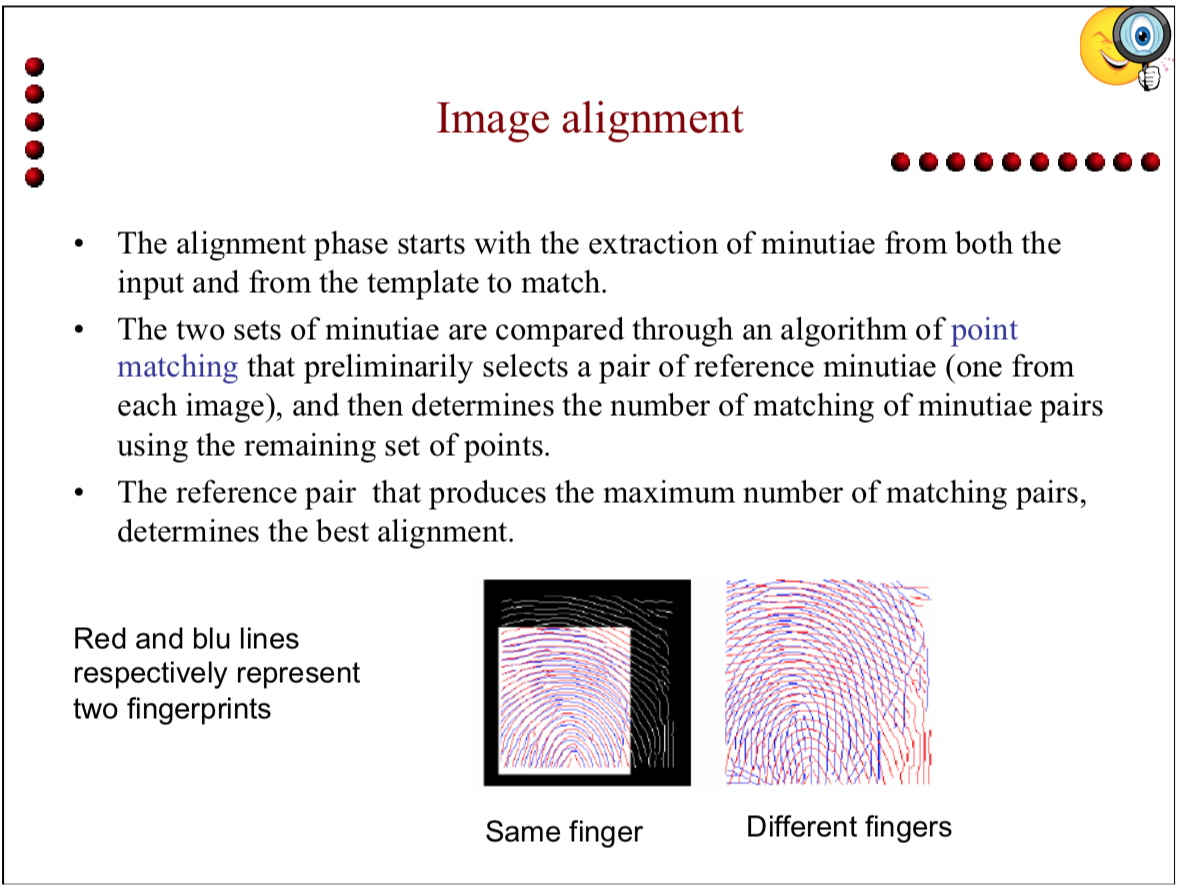 Image alignment
• The alignment phase starts with the extraction of minutiae from both the
input and from the template to match.
• The two sets of minutiae are compared through an algorithm of point
matching that preliminarily selects a pair of reference minutiae (one from
each image), and then determines the number of matching of minutiae pairs
using the remaining set of points.
• The reference pair  that produces the maximum number of matching pairs,
determines the best alignment.
Red and blu lines
respectively represent
two fingerprints
Same finger
Different fingers